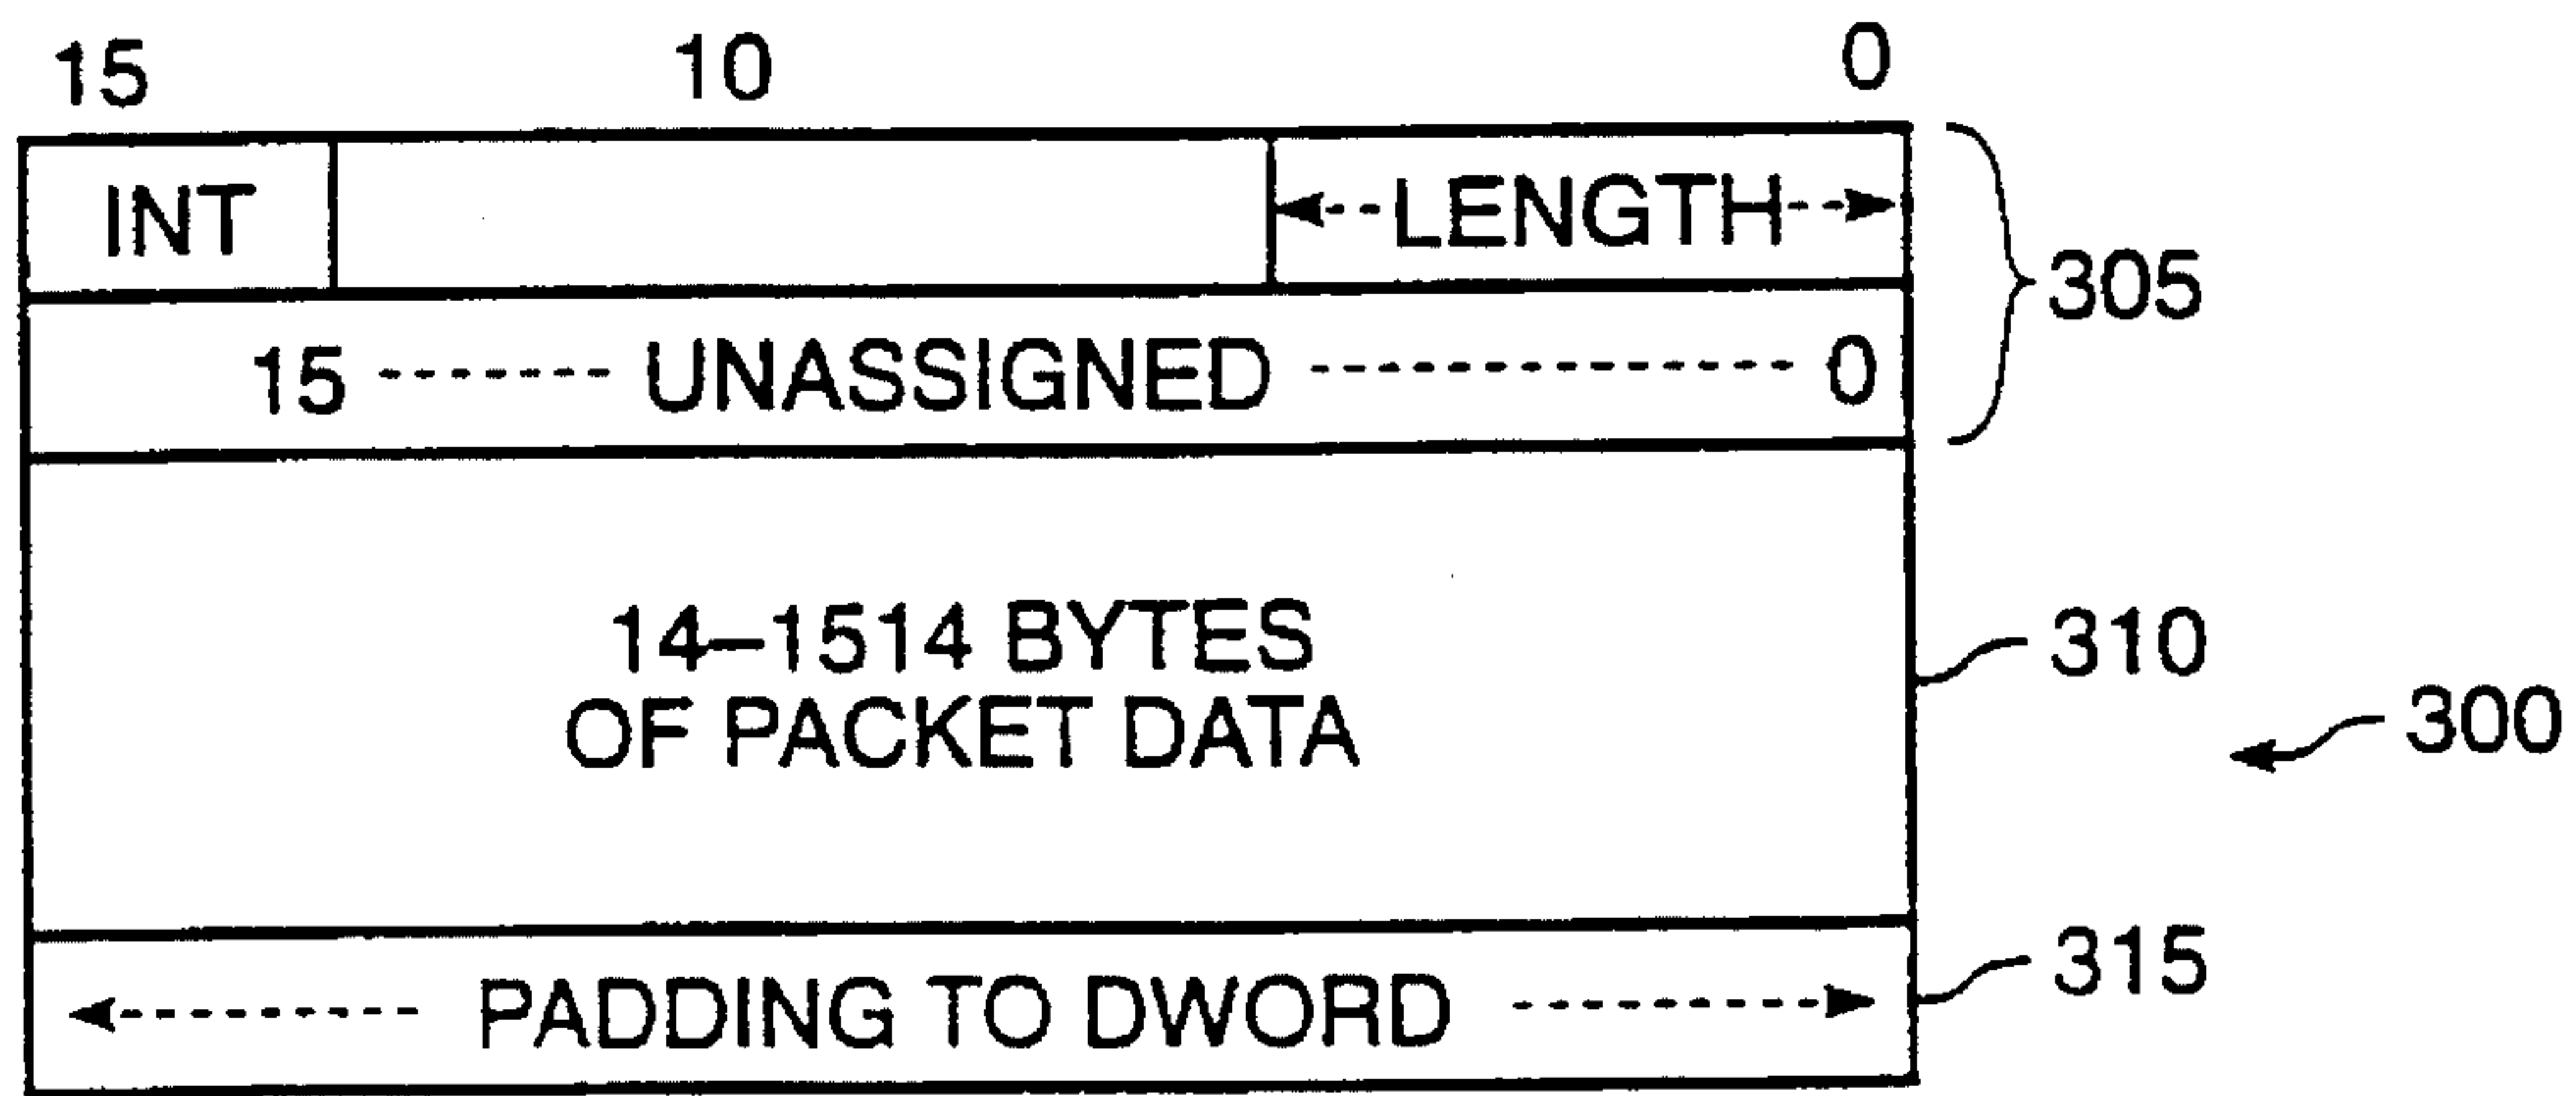 15 10 0
INT LENGTH
305
15 UNASSIGNED 0
14–1514 BYTES
310
OF PACKET DATA
300
PADDING TO DWORD
315